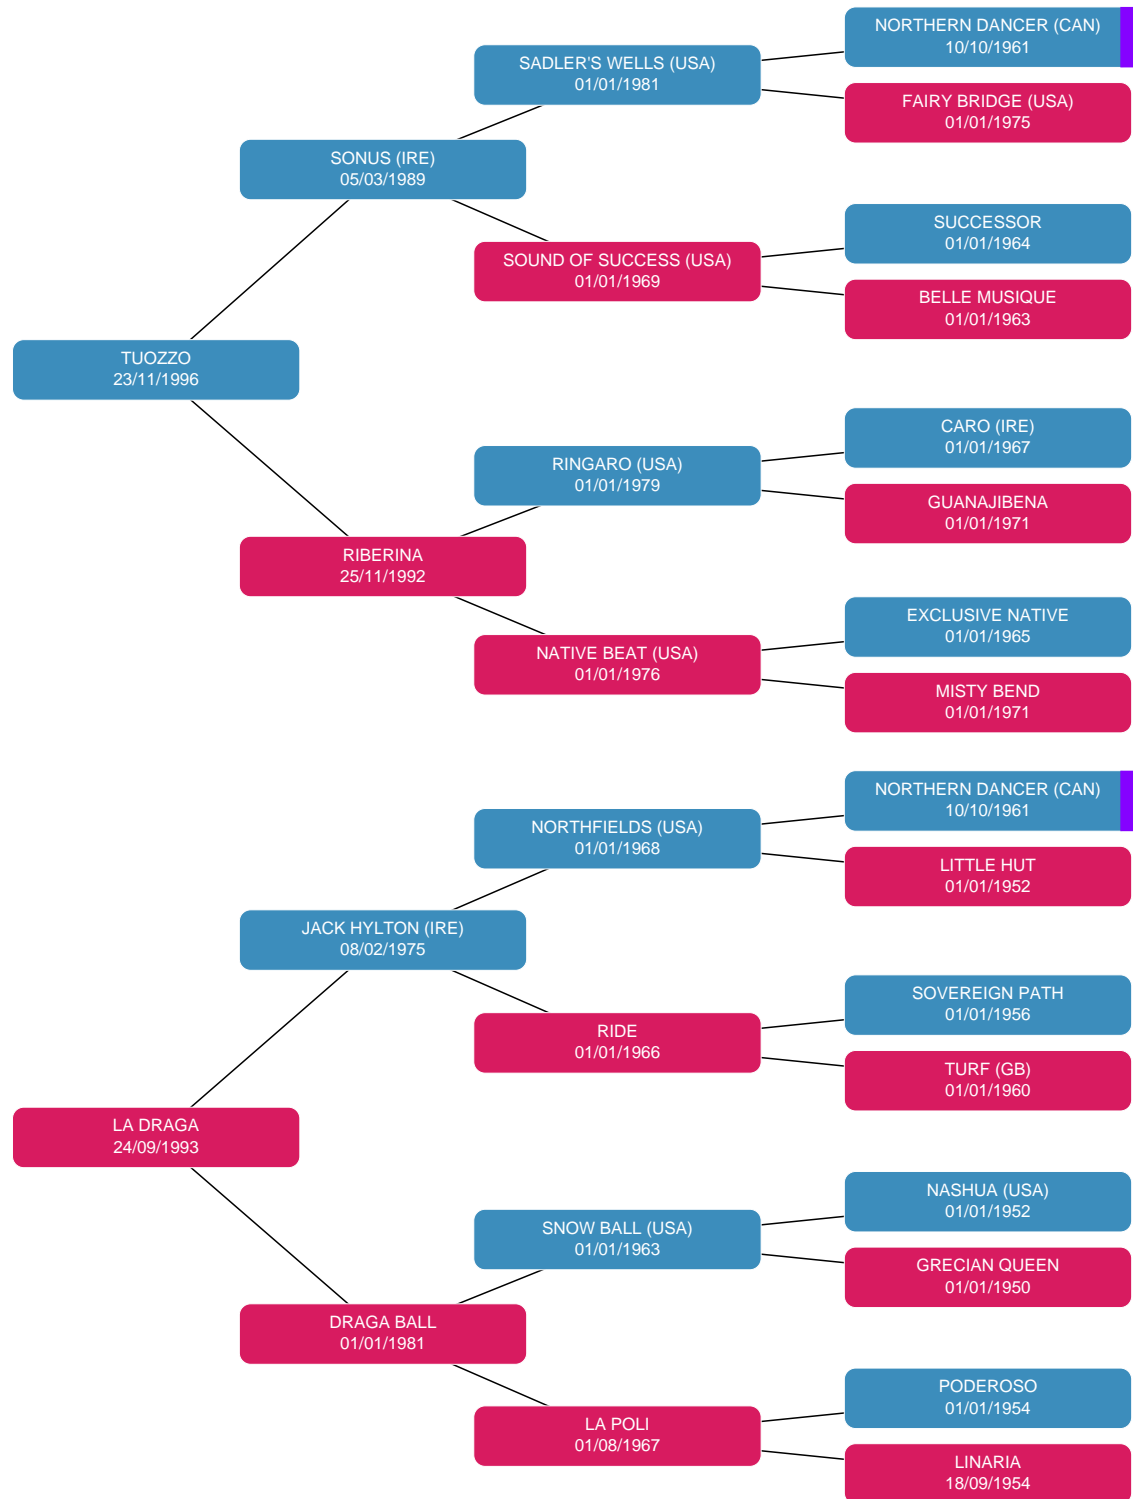 NORTHERN DANCER (CAN)
10/10/1961
SADLER'S WELLS (USA)
01/01/1981
FAIRY BRIDGE (USA)
01/01/1975
SONUS (IRE)
05/03/1989
SUCCESSOR
01/01/1964
SOUND OF SUCCESS (USA)
01/01/1969
BELLE MUSIQUE
01/01/1963
TUOZZO
23/11/1996
CARO (IRE)
01/01/1967
RINGARO (USA)
01/01/1979
GUANAJIBENA
01/01/1971
RIBERINA
25/11/1992
EXCLUSIVE NATIVE
01/01/1965
NATIVE BEAT (USA)
01/01/1976
MISTY BEND
01/01/1971
NORTHERN DANCER (CAN)
10/10/1961
NORTHFIELDS (USA)
01/01/1968
LITTLE HUT
01/01/1952
JACK HYLTON (IRE)
08/02/1975
SOVEREIGN PATH
01/01/1956
RIDE
01/01/1966
TURF (GB)
01/01/1960
LA DRAGA
24/09/1993
NASHUA (USA)
01/01/1952
SNOW BALL (USA)
01/01/1963
GRECIAN QUEEN
01/01/1950
DRAGA BALL
01/01/1981
PODEROSO
01/01/1954
LA POLI
01/08/1967
LINARIA
18/09/1954